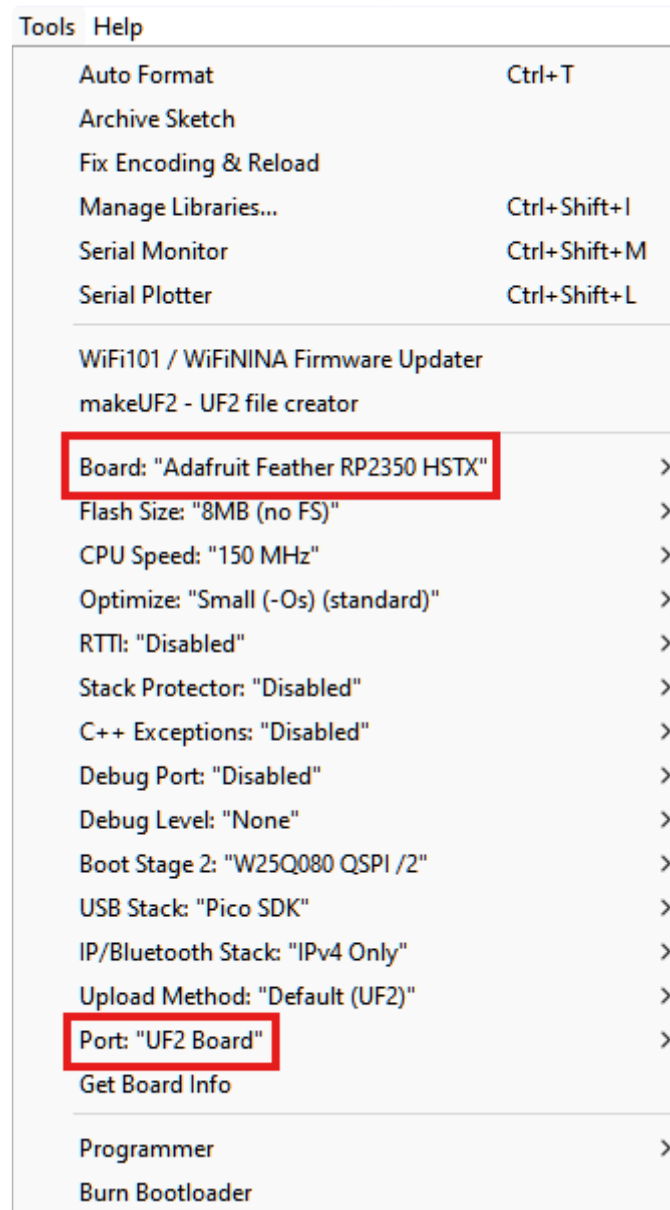 Tools Help
Auto Format Ctrl+T
Archive Sketch
Fix Encoding & Reload
Manage Libraries... Ctrl+Shift+I
Serial Monitor Ctrl+Shift+M
Serial Plotter Ctrl+Shift+L
WiFi101 / WiFiNINA Firmware Updater
makeUF2 - UF2 file creator
Board: "Adafruit Feather RP2350 HSTX"
Flash Size: "8MB (no FS)"
CPU Speed: "150 MHz"
Optimize: "Small (-Os) (standard)"
RTTI: "Disabled"
Stack Protector: "Disabled"
C++ Exceptions: "Disabled"
Debug Port: "Disabled"
Debug Level: "None"
Boot Stage 2: "W25Q080 QSPI /2"
USB Stack: "Pico SDK"
IP/Bluetooth Stack: "IPv4 Only"
Upload Method: "Default (UF2)"
Port: "UF2 Board"
Get Board Info
Programmer
Burn Bootloader